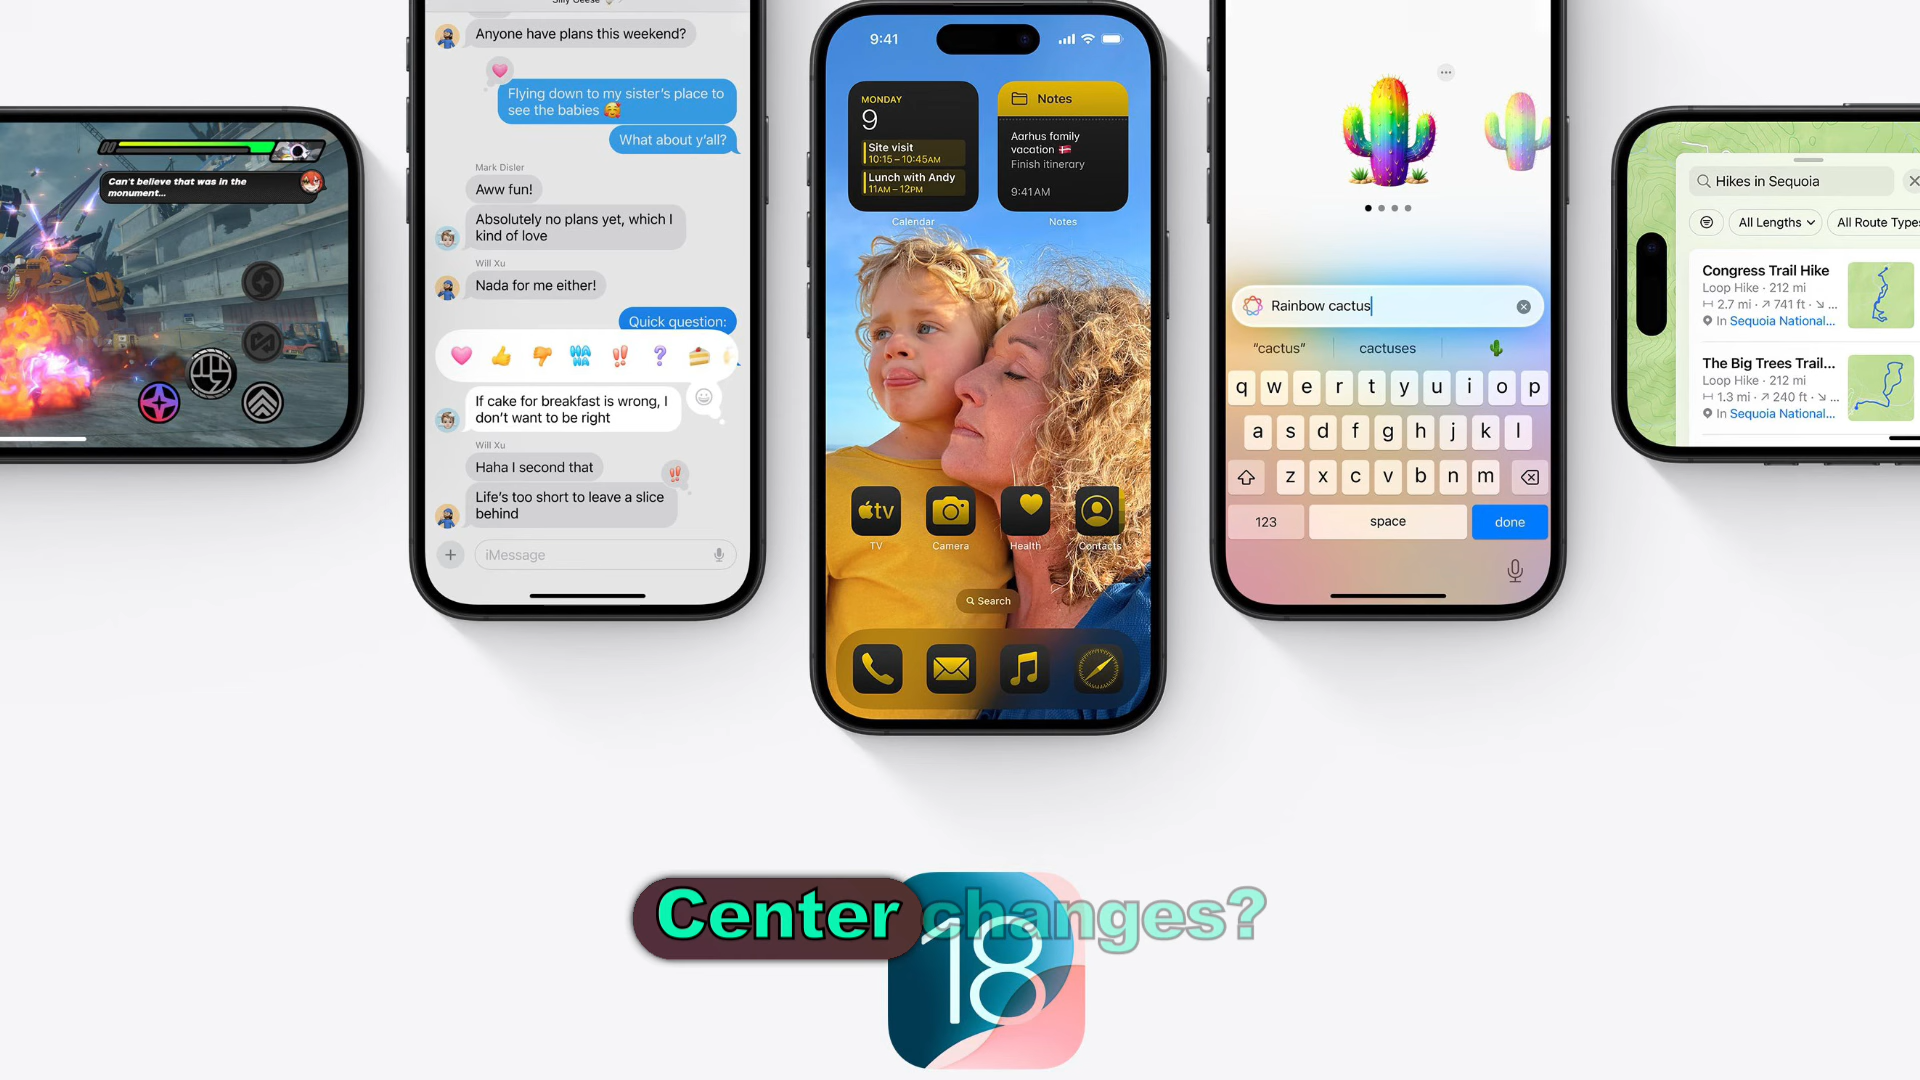 Can't believe that was in the
monument...
Silly Geese
Anyone have plans this weekend?
Flying down to my sister's place to
see the babies 🥰
What about y'all?
Mark Disler
Aww fun!
Absolutely no plans yet, which I
kind of love
Will Xu
Nada for me either!
Quick question:
HA HA
If cake for breakfast is wrong, I
don't want to be right
Will Xu
Haha I second that
Life's too short to leave a slice
behind
iMessage
9:41
MONDAY
9
Site visit
10:15 – 10:45AM
Lunch with Andy
11AM – 12PM
Calendar
Notes
Aarhus family
vacation 🇩🇰
Finish itinerary
9:41 AM
Notes
tv
TV
Camera
Health
Contacts
Search
Rainbow cactus
"cactus"
cactuses
q w e r t y u i o p
a s d f g h j k l
z x c v b n m
123
space
done
Hikes in Sequoia
All Lengths
All Route Types
Congress Trail Hike
Loop Hike · 212 mi
2.7 mi · ↗ 741 ft · ↘ ...
In Sequoia National...
The Big Trees Trail...
Loop Hike · 212 mi
1.3 mi · ↗ 240 ft · ↘ ...
In Sequoia National...
Center changes?
18